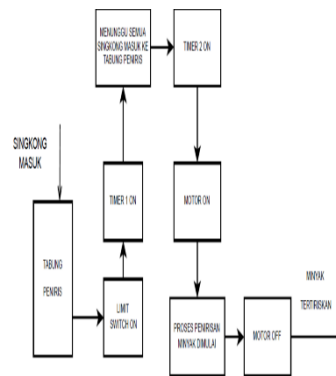 SINGKONG
MASUK
TABUNG
PENIRIS
LIMIT
SWITCH ON
TIMER 1 ON
MENUNGGU SEMUA
SINGKONG MASUK KE
TABUNG PENIRIS
TIMER 2 ON
MOTOR ON
PROSES PENIRISAN
MINYAK DIMULAI
MOTOR OFF
MINYAK
TERTIRISKAN